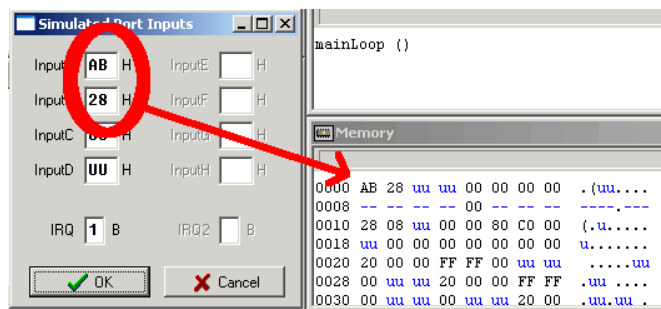 Simulated Port Inputs
Input AB H InputE H
Input 28 H InputF H
InputC H InputG H
InputD UU H InputH H
IRQ 1 B IRQ2 B
OK Cancel
mainLoop ()
Memory
0000 AB 28 uu uu 00 00 00 00 .(uu....
0008 -- -- -- -- 00 -- -- -- ----.---
0010 28 08 uu 00 00 80 C0 00 (.u.....
0018 uu 00 00 00 00 00 00 00 u.......
0020 20 00 00 FF FF 00 uu uu .....uu
0028 00 uu uu 20 00 00 FF FF .uu ....
0030 00 uu uu 00 uu uu 20 00 .uu.uu .